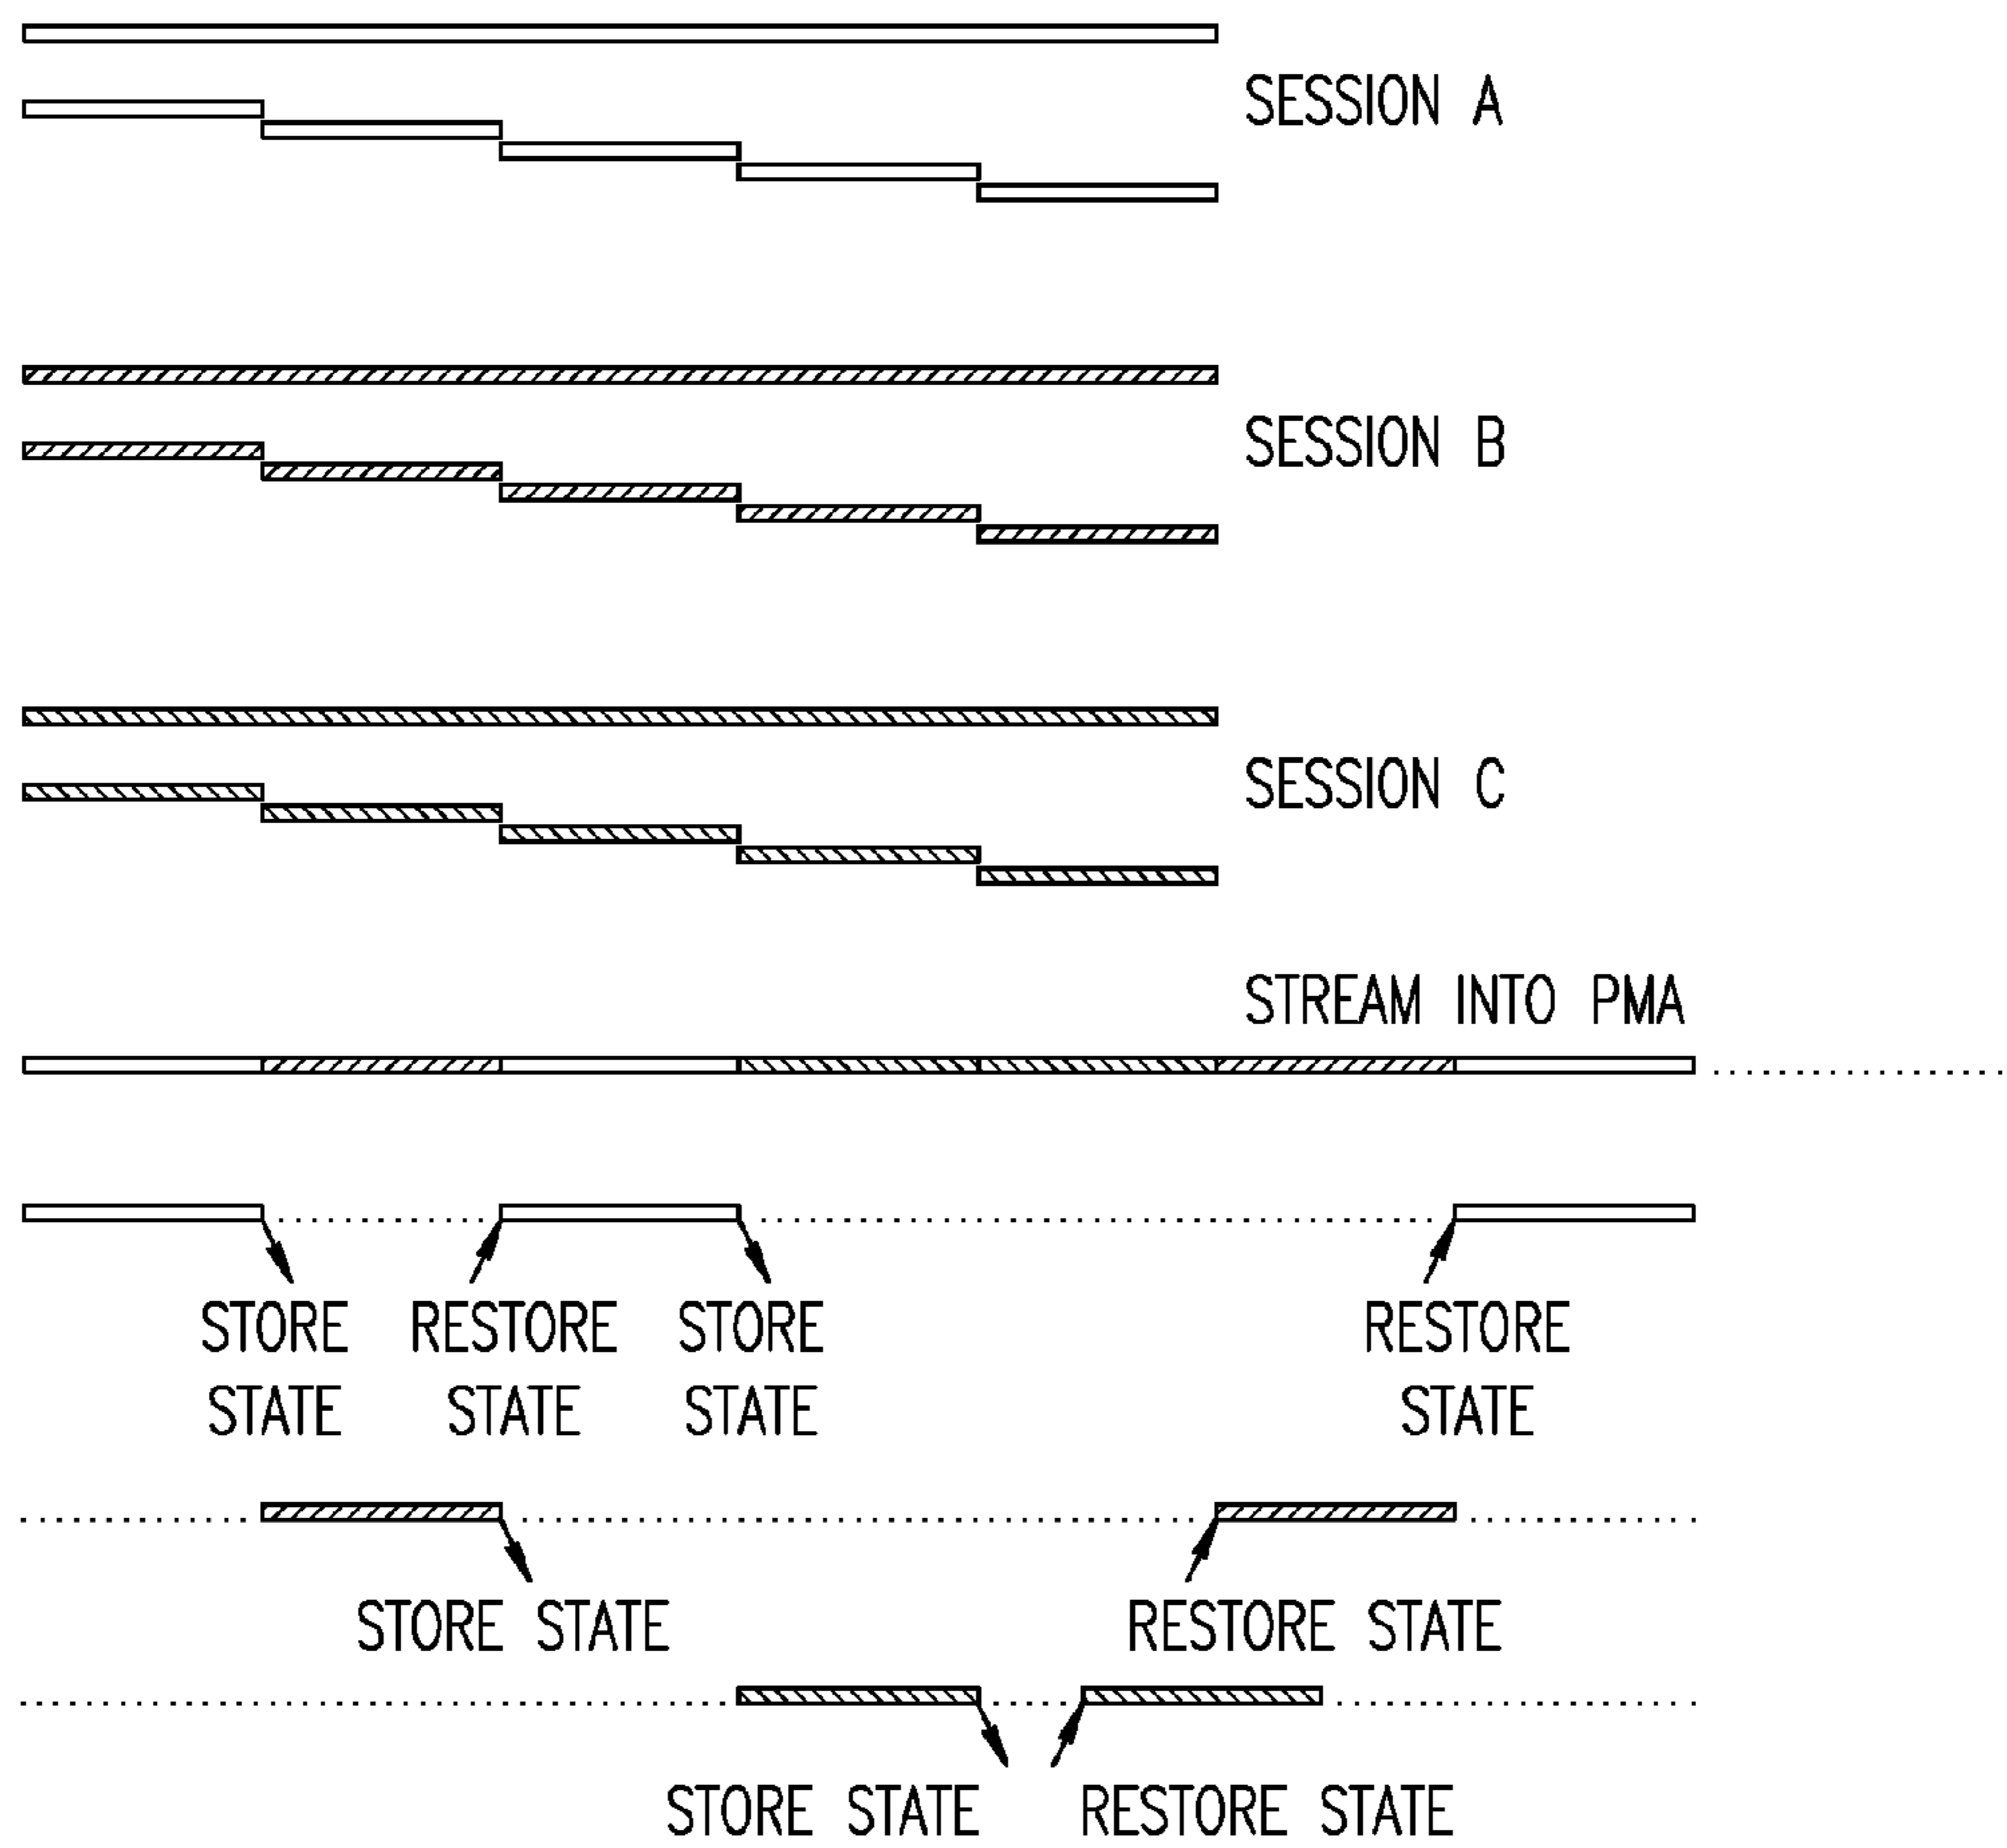 SESSION A
SESSION B
SESSION C
STREAM INTO PMA
STORE RESTORE STORE RESTORE
STATE STATE STATE STATE
STORE STATE RESTORE STATE
STORE STATE RESTORE STATE